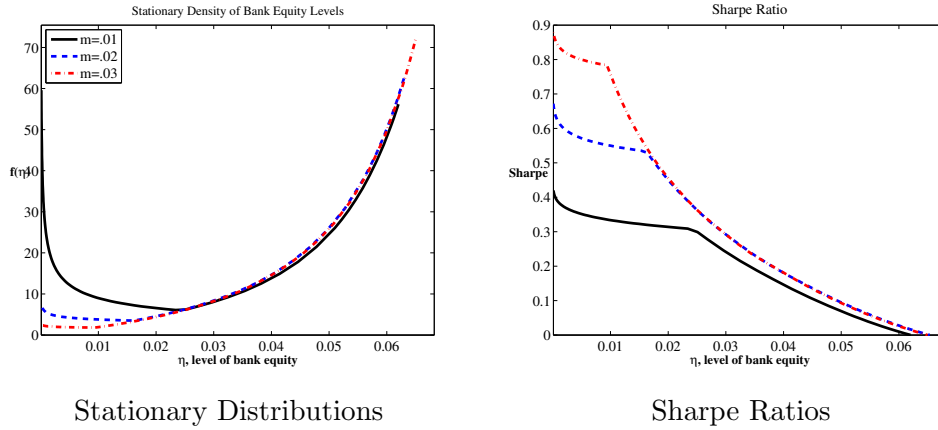 Stationary Density of Bank Equity Levels
m=.01
m=.02
m=.03
70
60
50
40
30
20
10
0
f(η)
0.01 0.02 0.03 0.04 0.05 0.06
η, level of bank equity
Stationary Distributions
Sharpe Ratio
0.9
0.8
0.7
0.6
0.5
0.4
0.3
0.2
0.1
0
Sharpe
0.01 0.02 0.03 0.04 0.05 0.06
η, level of bank equity
Sharpe Ratios